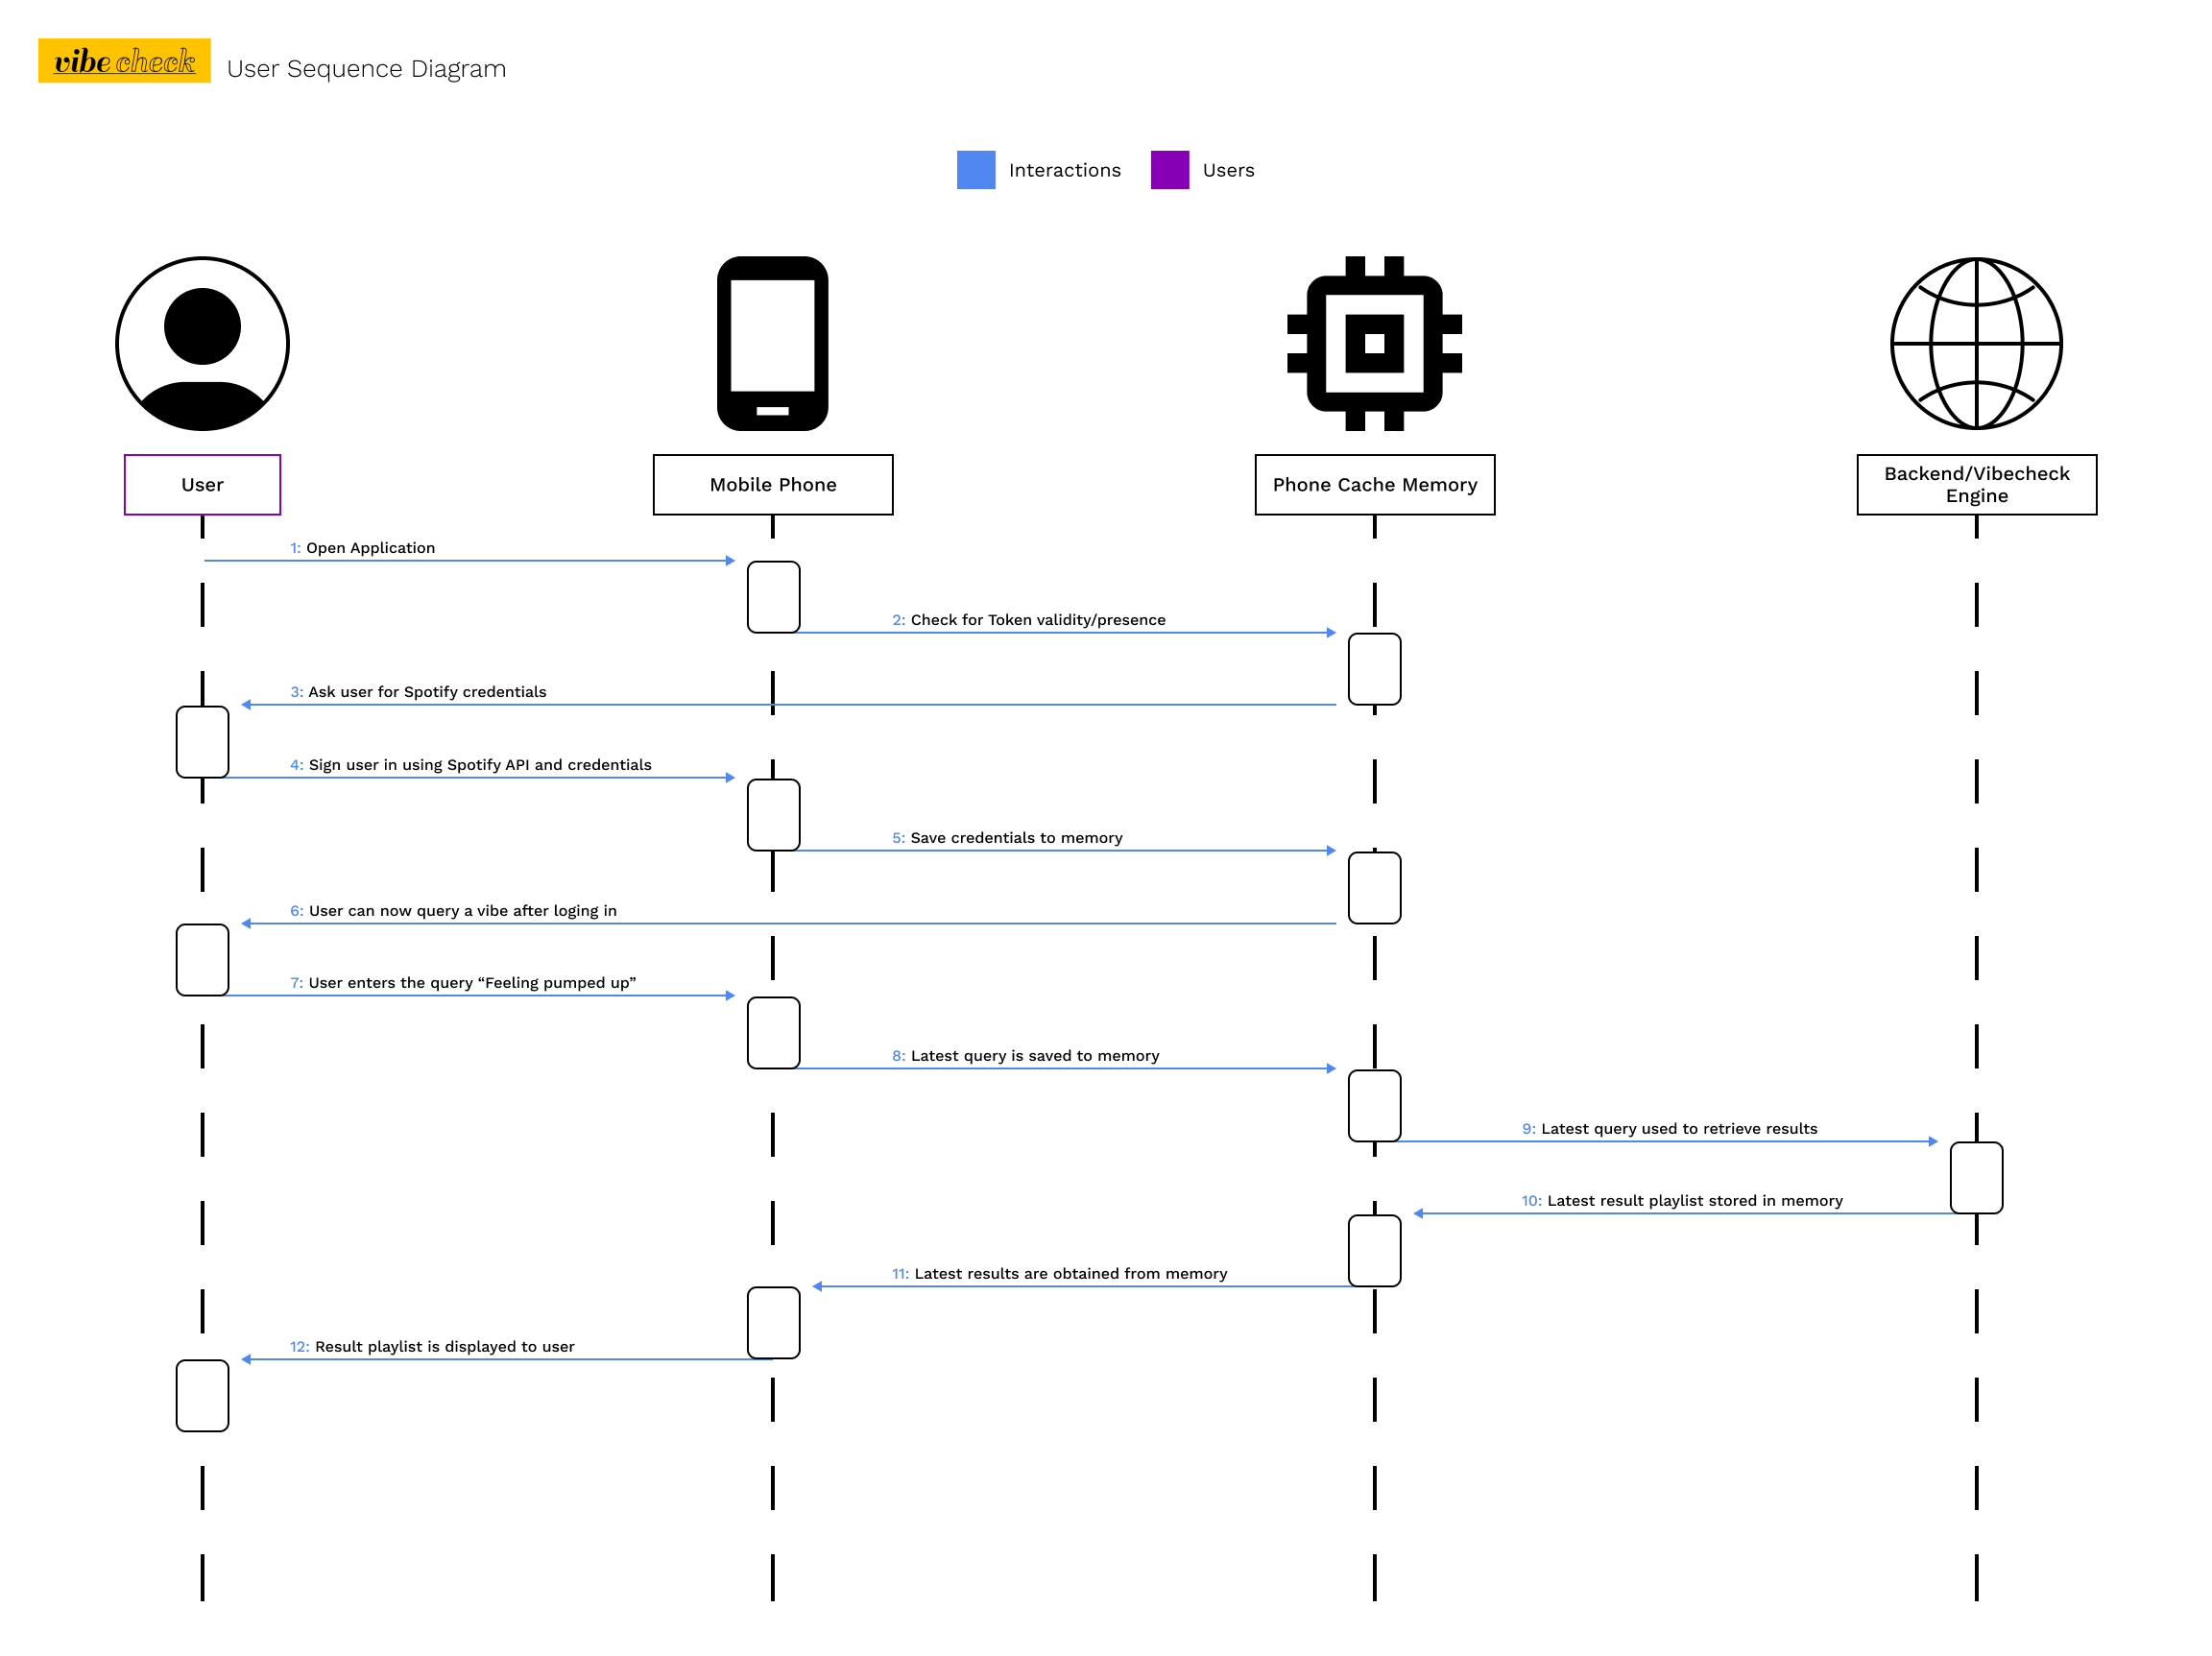 vibe check
User Sequence Diagram
Interactions
Users
User
Mobile Phone
Phone Cache Memory
Backend/Vibecheck
Engine
1: Open Application
2: Check for Token validity/presence
3: Ask user for Spotify credentials
4: Sign user in using Spotify API and credentials
5: Save credentials to memory
6: User can now query a vibe after loging in
7: User enters the query “Feeling pumped up”
8: Latest query is saved to memory
9: Latest query used to retrieve results
10: Latest result playlist stored in memory
11: Latest results are obtained from memory
12: Result playlist is displayed to user